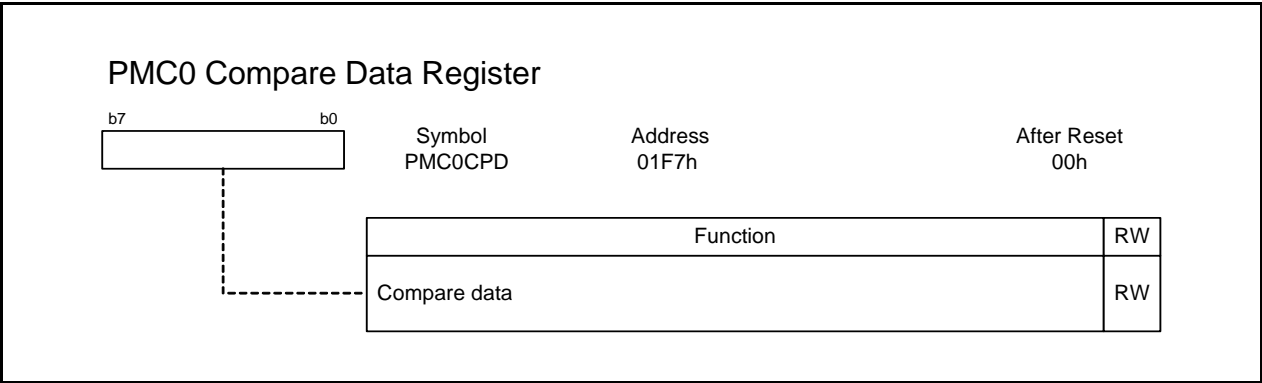 PMC0 Compare Data Register
b7 b0
Symbol Address After Reset
PMC0CPD 01F7h 00h
Function RW
Compare data RW